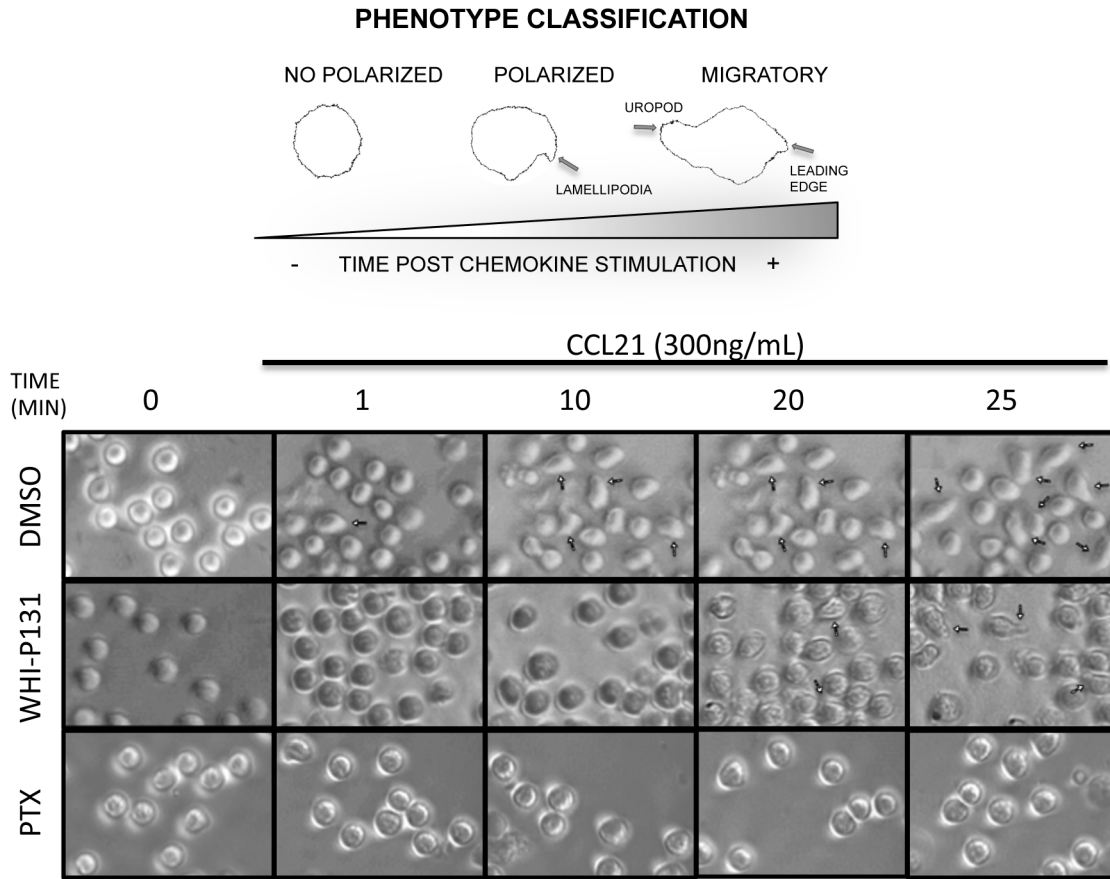 PHENOTYPE CLASSIFICATION
NO POLARIZED POLARIZED MIGRATORY
UROPOD
LAMELLIPODIA
LEADING
EDGE
- TIME POST CHEMOKINE STIMULATION +
CCL21 (300ng/mL)
TIME
(MIN) 0 1 10 20 25
DMSO
WHI-P131
PTX